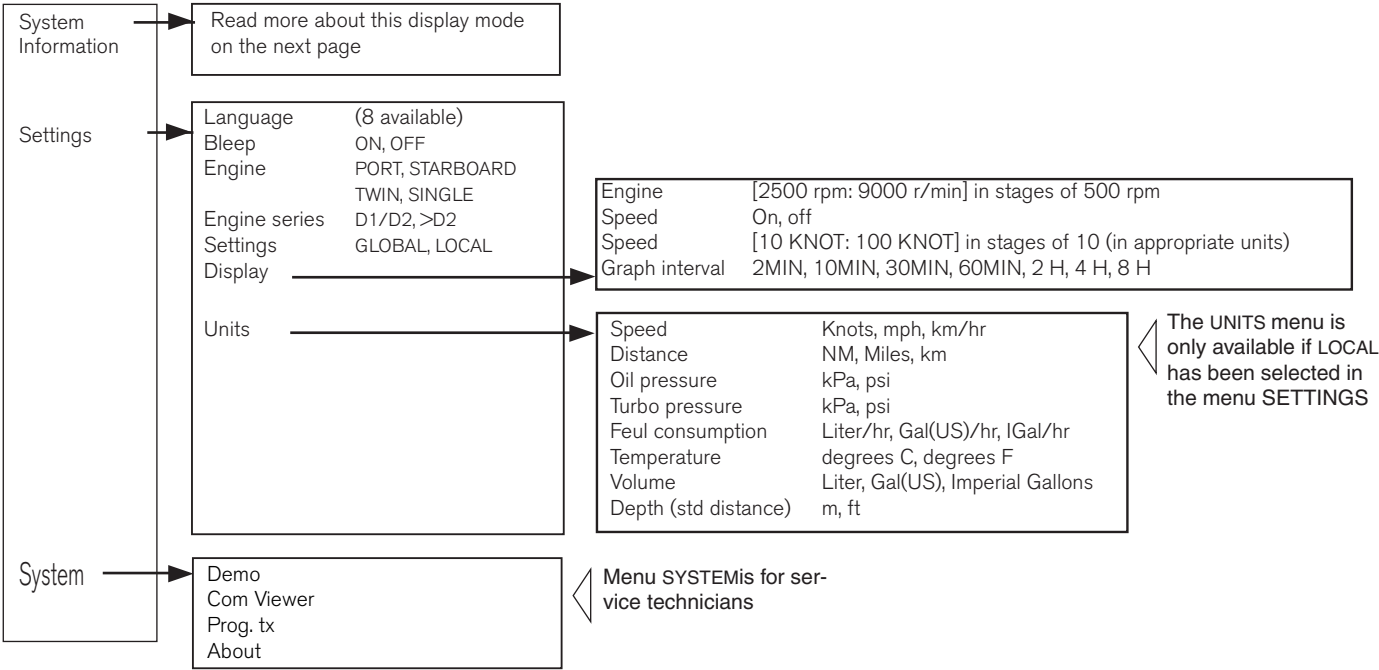 System
Information
Read more about this display mode
on the next page
Settings
Language (8 available)
Bleep ON, OFF
Engine PORT, STARBOARD
TWIN, SINGLE
Engine series D1/D2, >D2
Settings GLOBAL, LOCAL
Display
Engine [2500 rpm: 9000 r/min] in stages of 500 rpm
Speed On, off
Speed [10 KNOT: 100 KNOT] in stages of 10 (in appropriate units)
Graph interval 2MIN, 10MIN, 30MIN, 60MIN, 2 H, 4 H, 8 H
Units
Speed Knots, mph, km/hr
Distance NM, Miles, km
Oil pressure kPa, psi
Turbo pressure kPa, psi
Feul consumption Liter/hr, Gal(US)/hr, IGal/hr
Temperature degrees C, degrees F
Volume Liter, Gal(US), Imperial Gallons
Depth (std distance) m, ft
The UNITS menu is
only available if LOCAL
has been selected in
the menu SETTINGS
System
Demo
Com Viewer
Prog. tx
About
Menu SYSTEMis for ser-
vice technicians